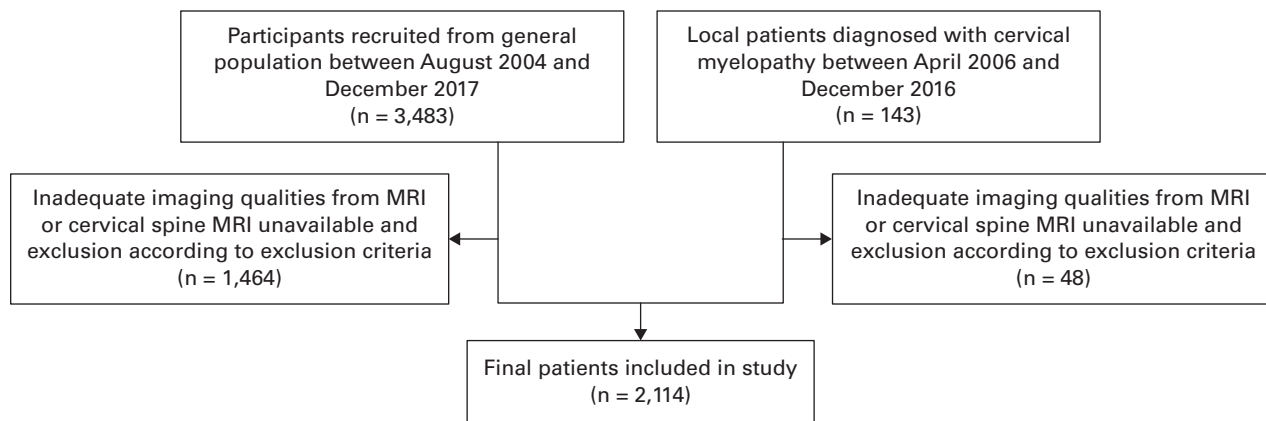 Participants recruited from general
population between August 2004 and
December 2017
(n = 3,483)
Local patients diagnosed with cervical
myelopathy between April 2006 and
December 2016
(n = 143)
Inadequate imaging qualities from MRI
or cervical spine MRI unavailable and
exclusion according to exclusion criteria
(n = 1,464)
Inadequate imaging qualities from MRI
or cervical spine MRI unavailable and
exclusion according to exclusion criteria
(n = 48)
Final patients included in study
(n = 2,114)